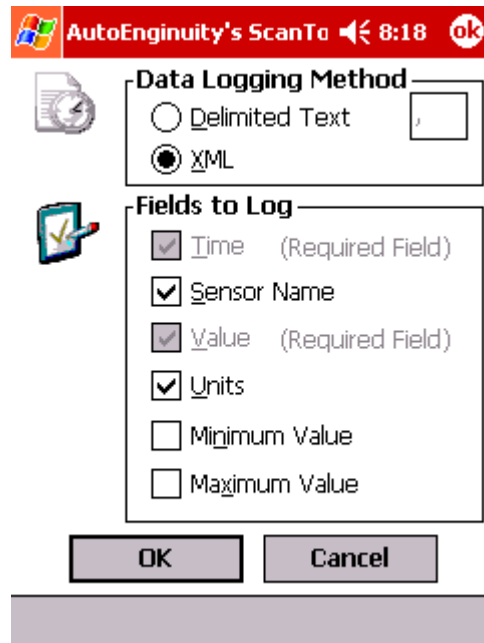 AutoEnginuity's ScanTo 8:18 ok
Data Logging Method
Delimited Text ,
XML
Fields to Log
Time (Required Field)
Sensor Name
Value (Required Field)
Units
Minimum Value
Maximum Value
OK Cancel